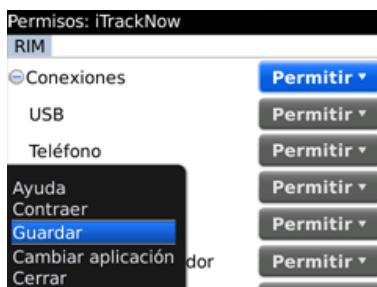 Permisos: iTrackNow
RIM
Conexiones Permitir
USB Permitir
Teléfono Permitir
Ayuda Permitir
Contraer
Guardar Permitir
Cambiar aplicación dor Permitir
Cerrar